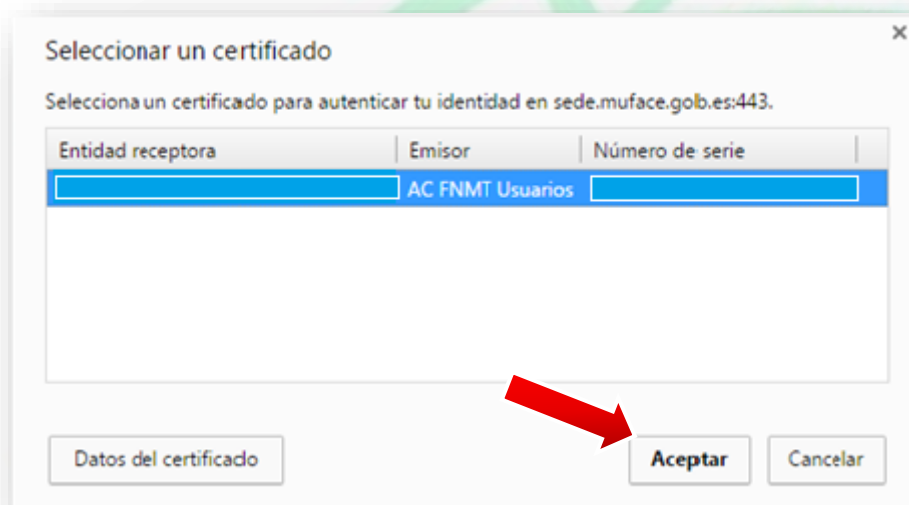 Seleccionar un certificado
Selecciona un certificado para autenticar tu identidad en sede.muface.golb.es:443.
Entidad receptora Emisor Número de serie
AC FNMT Usuarios
Datos del certificado Aceptar Cancelar